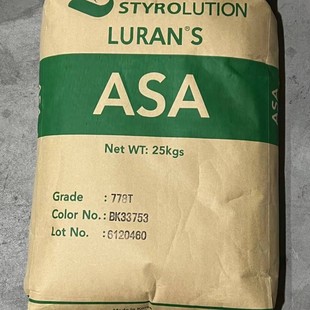 STYROLUTION
LURAN®S
ASA
Net WT: 25kgs
Grade : 778T
Color No. : BK33753
Lot No. : 6120460
ASA